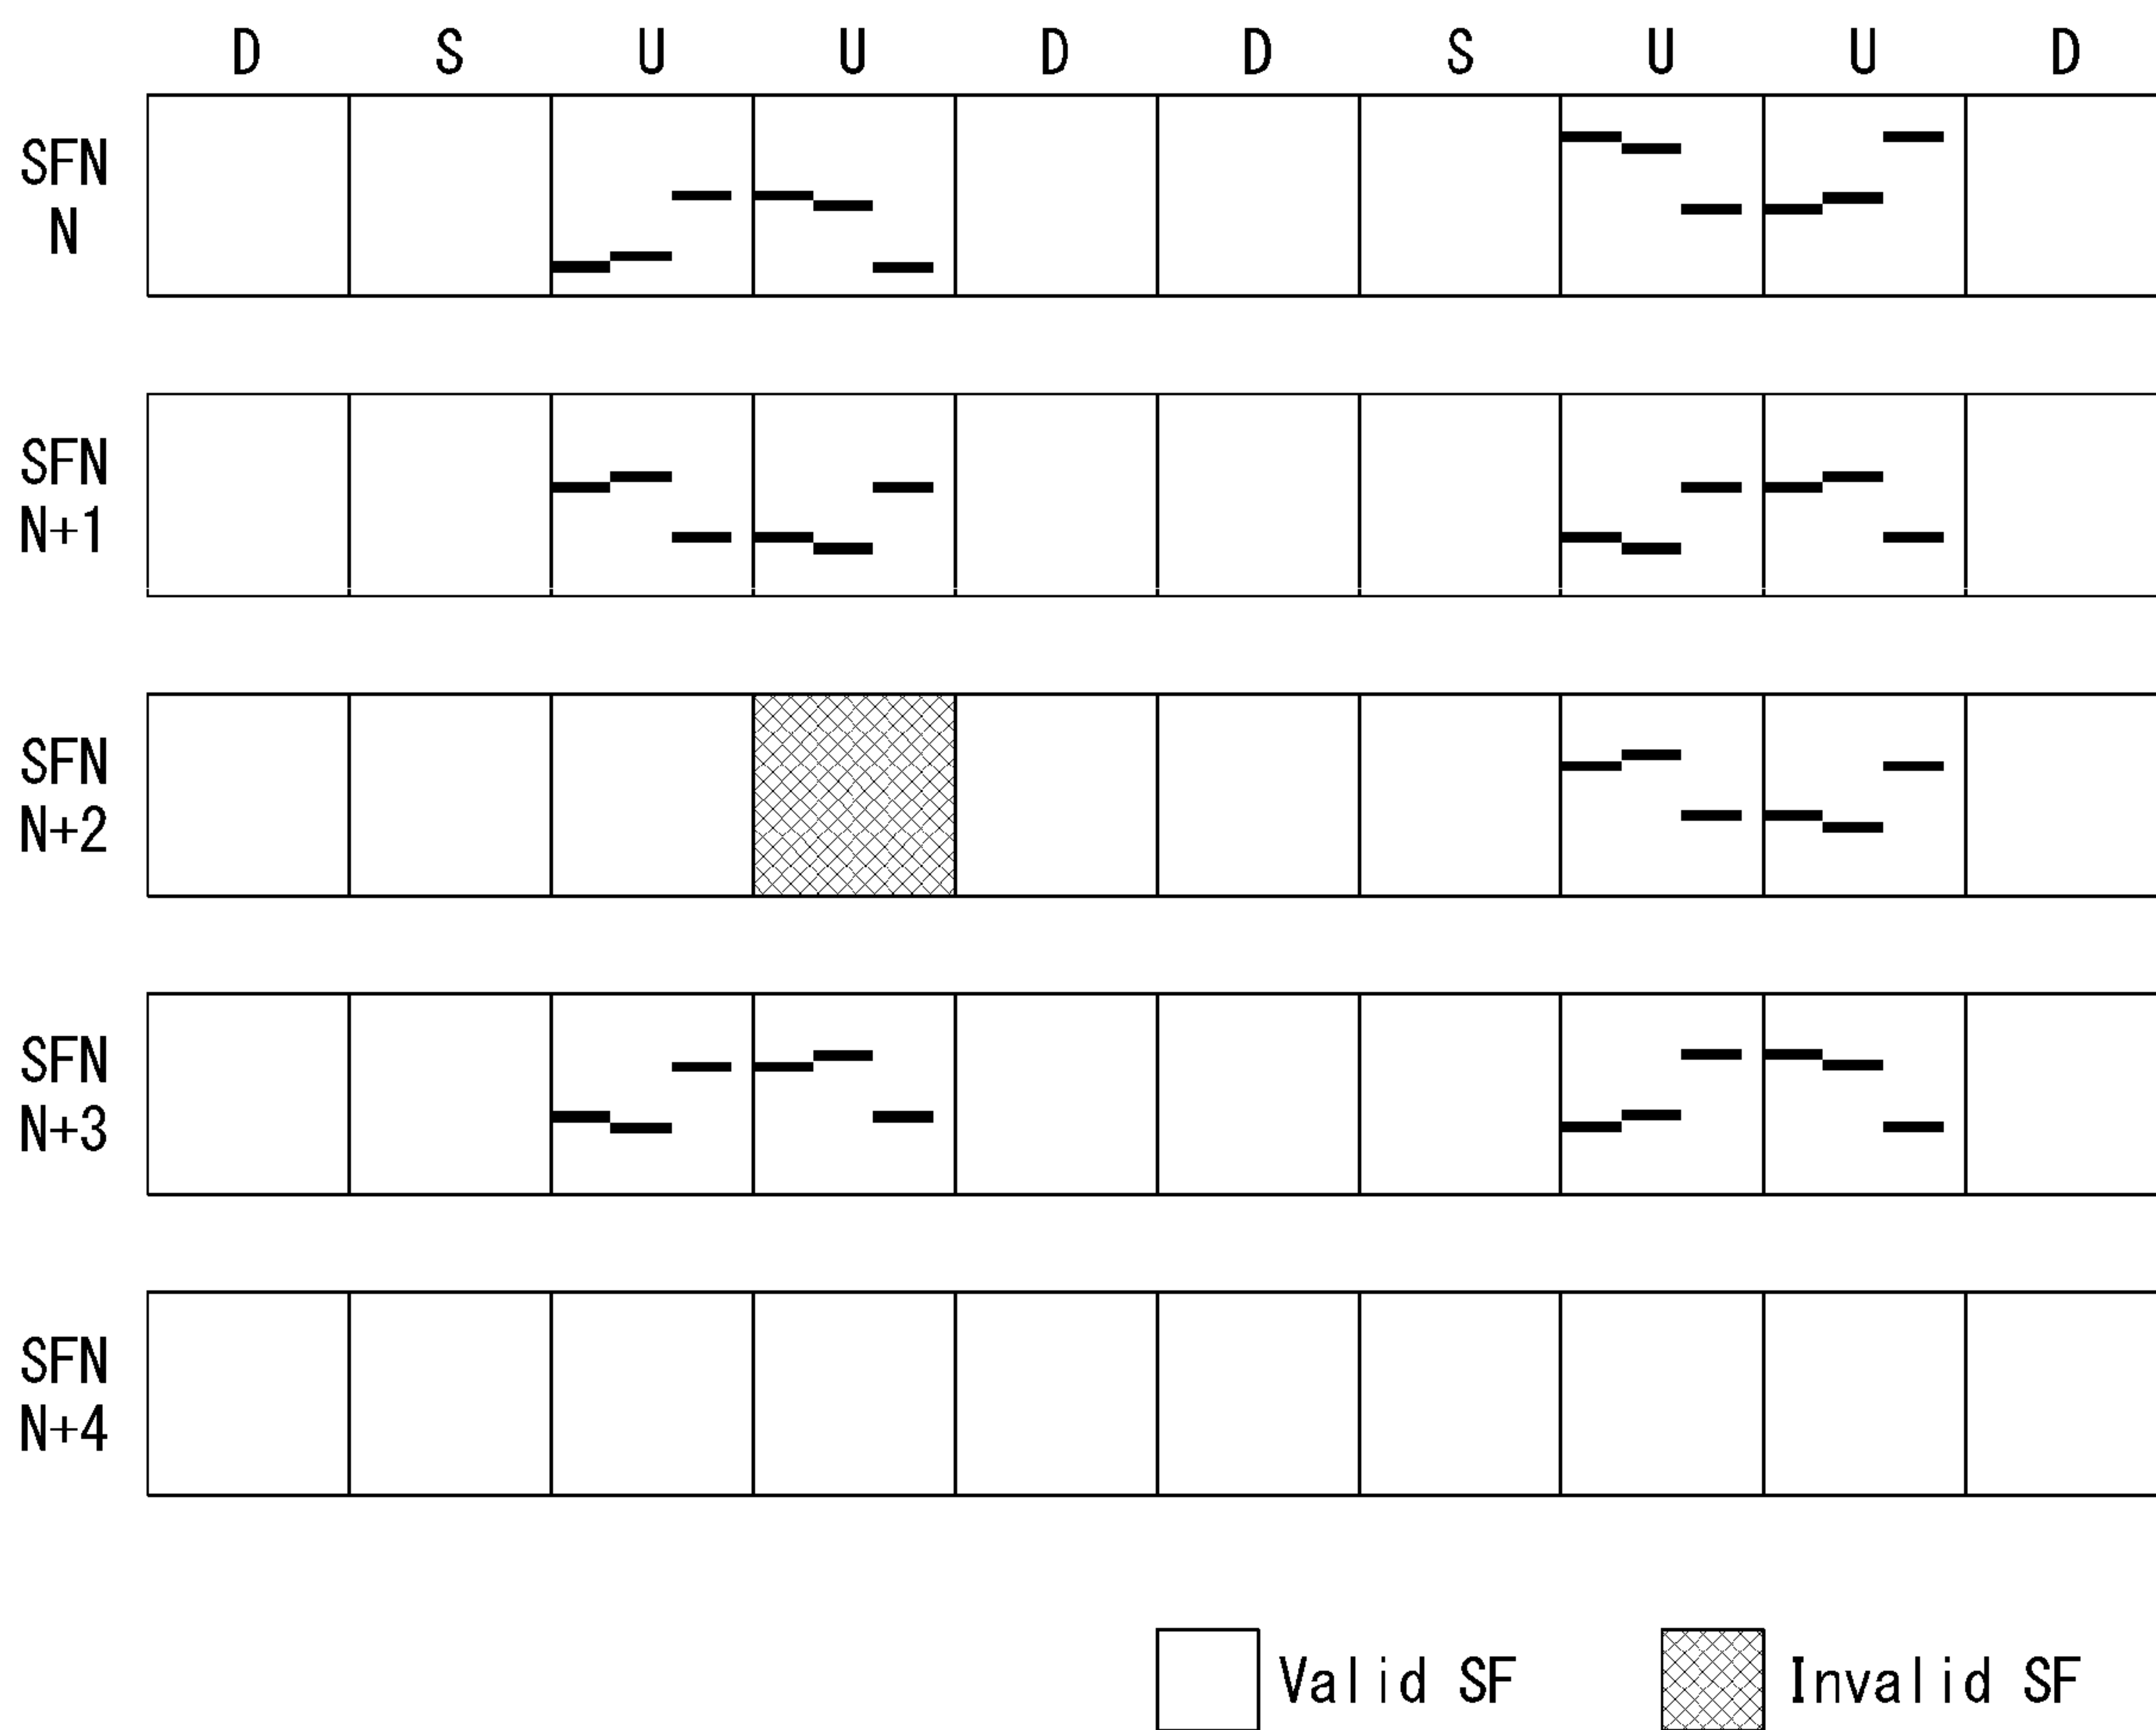 D S U U D D S U U D
SFN
N
SFN
N+1
SFN
N+2
SFN
N+3
SFN
N+4
Valid SF Invalid SF